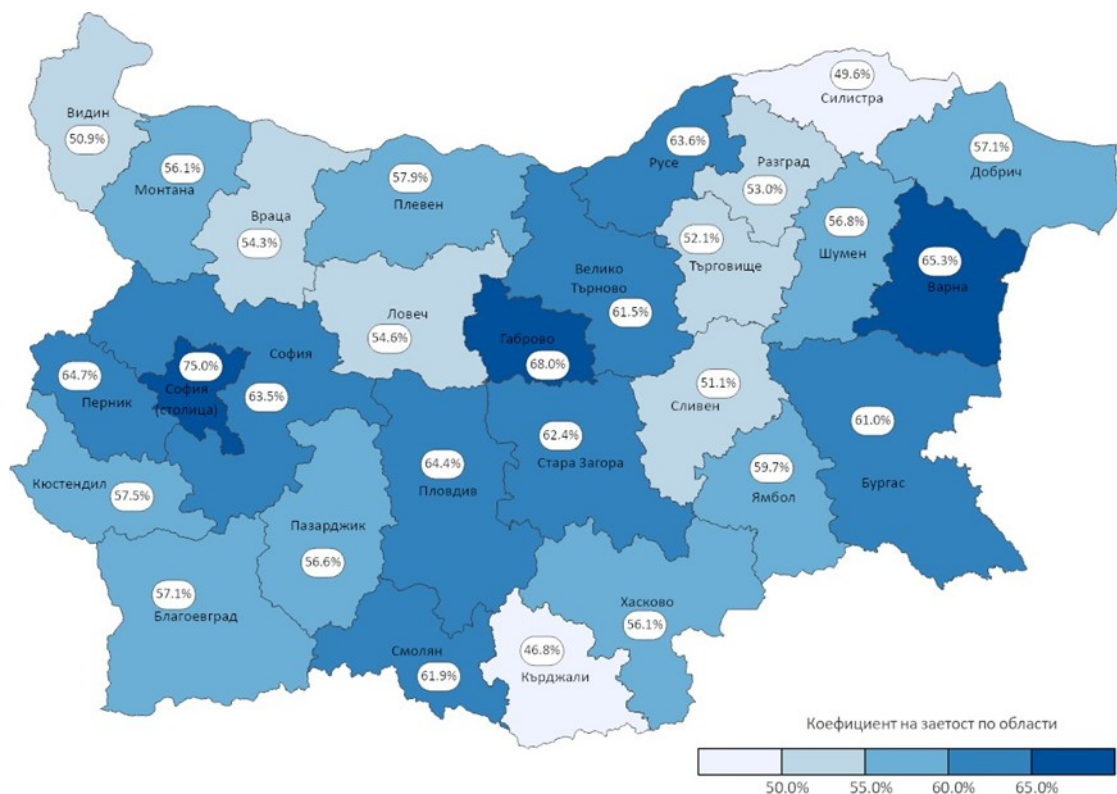 49.6%
Силистра
Видин
50.9%
56.1%
Монтана
Враца
54.3%
57.9%
Плевен
63.6%
Русе
Разград
53.0%
57.1%
Добрич
52.1%
Търговище
56.8%
Шумен
65.3%
Варна
Велико
Търново
61.5%
Ловеч
54.6%
Габрово
68.0%
София
63.5%
75.0%
София
(столица)
64.7%
Перник
51.1%
Сливен
61.0%
Бургас
62.4%
Стара Загора
64.4%
Пловдив
59.7%
Ямбол
Кюстендил
57.5%
Пазарджик
56.6%
57.1%
Благоевград
Хасково
56.1%
Смолян
61.9%
46.8%
Кърджали
Коефициент на заетост по области
50.0% 55.0% 60.0% 65.0%